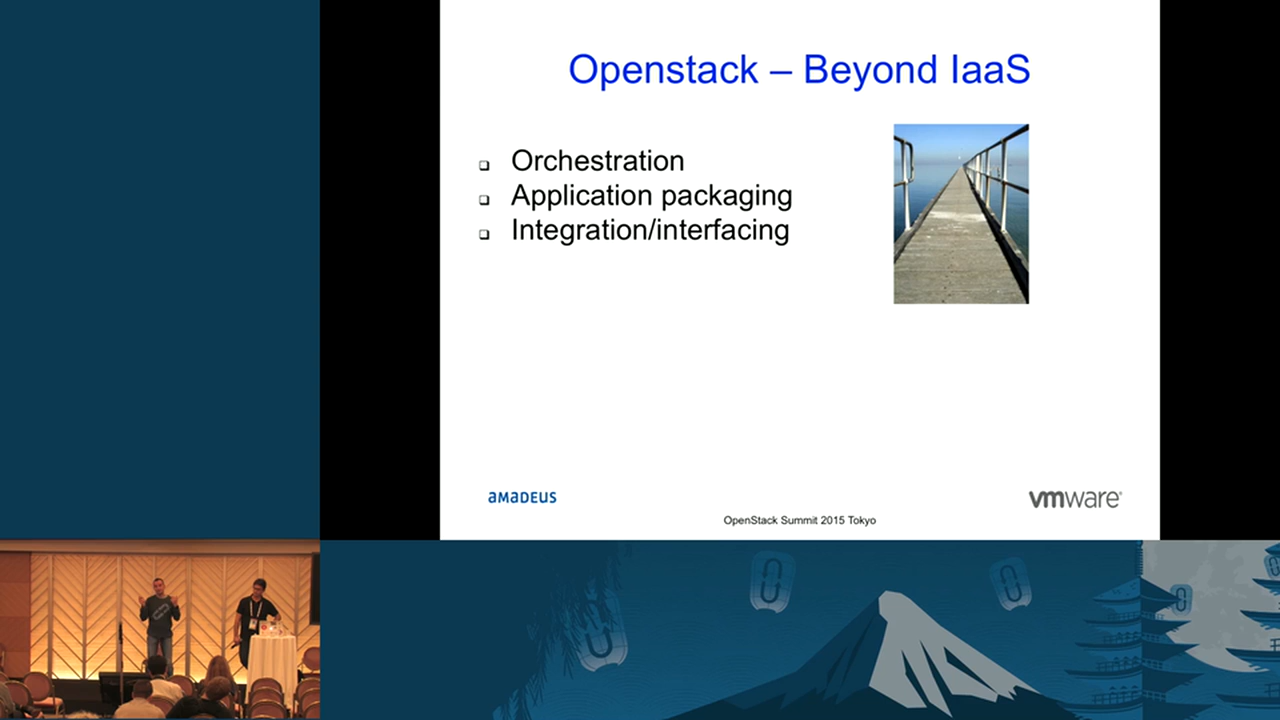 Openstack – Beyond IaaS
Orchestration
Application packaging
Integration/interfacing
amadeus
vmware
OpenStack Summit 2015 Tokyo